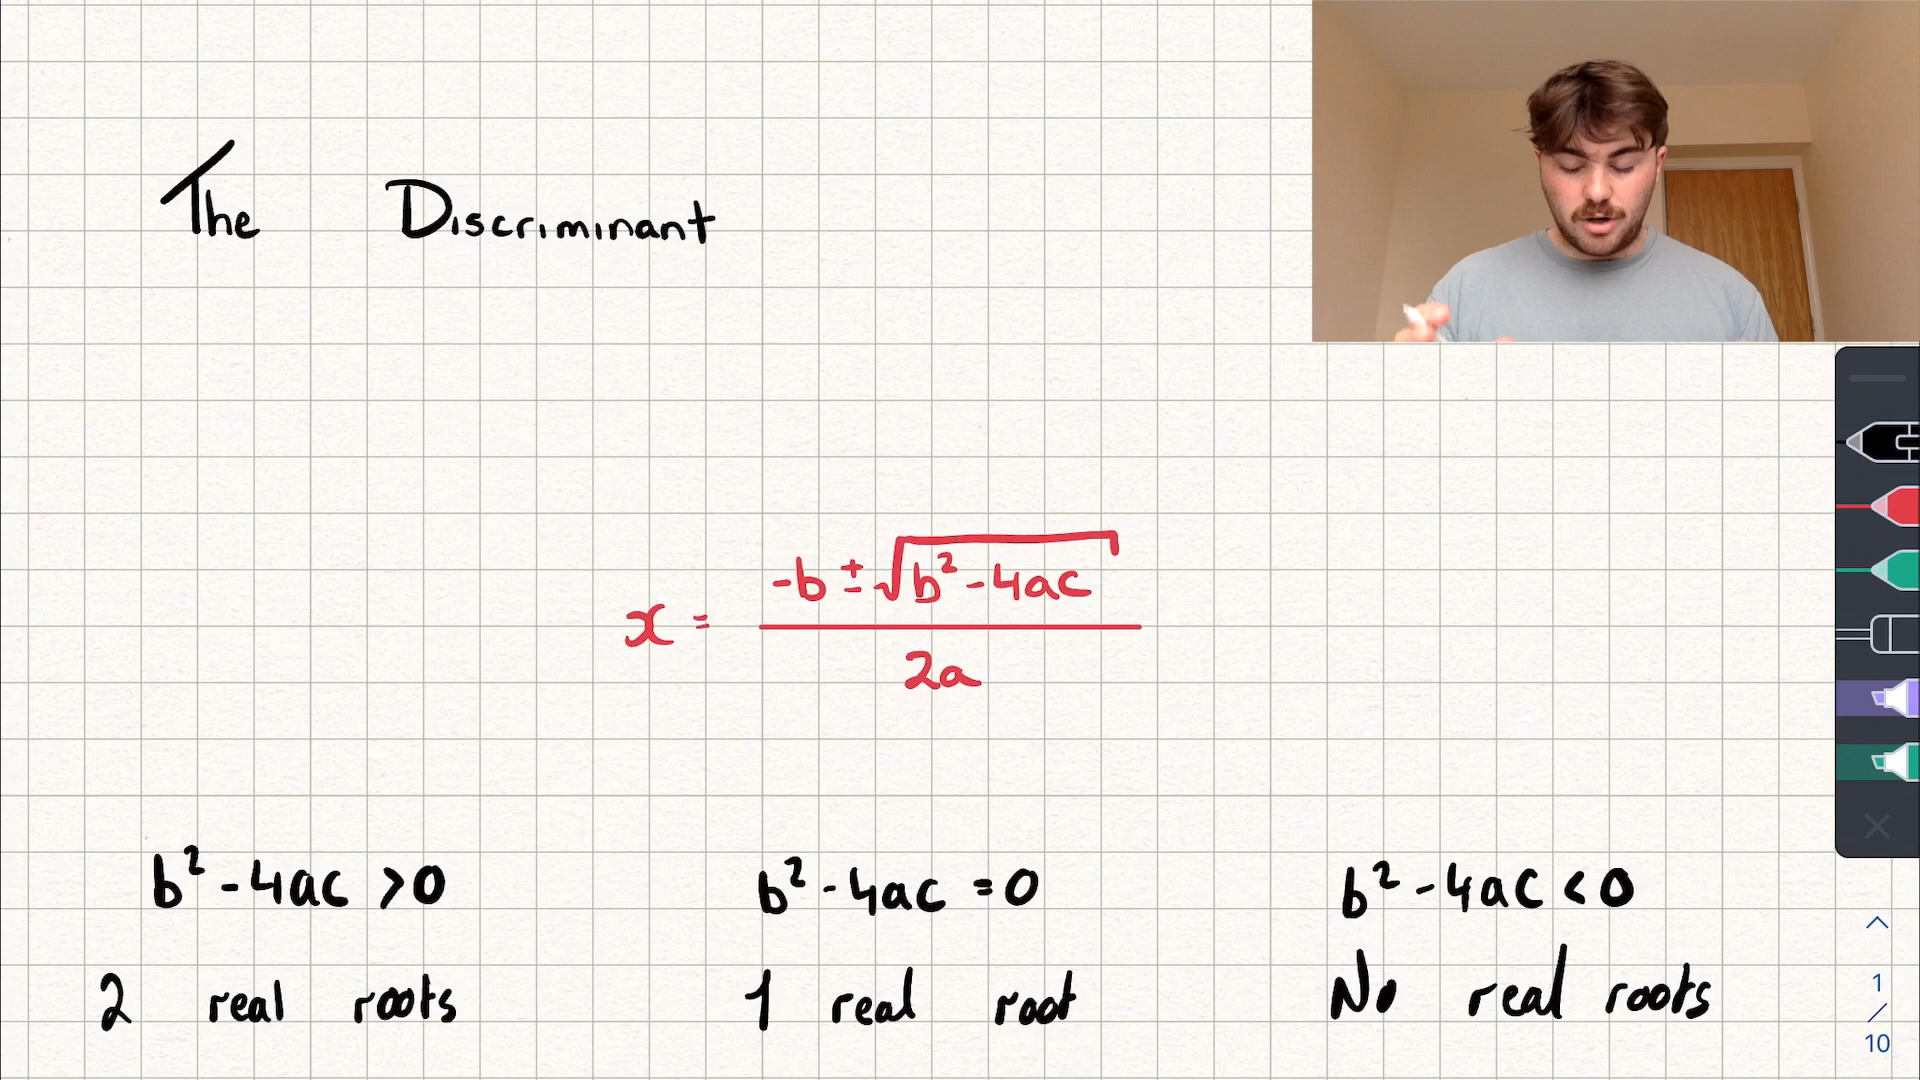 The Discriminant
x = -b ± √b² - 4ac
2a
b² - 4ac > 0
2 real roots
b² - 4ac = 0
1 real root
b² - 4ac < 0
No real roots
1
/
10